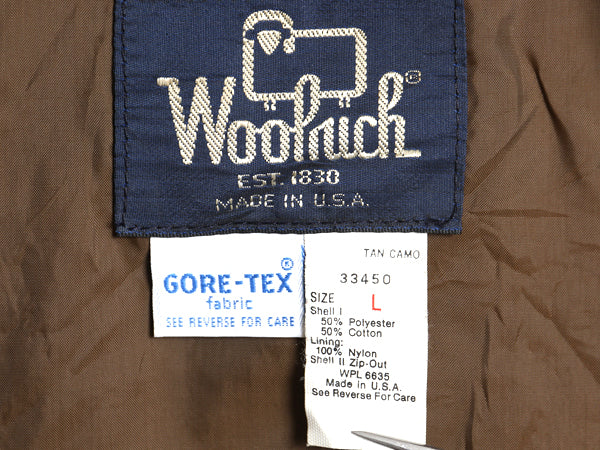 Woolrich®
EST. 1830
MADE IN U.S.A.
GORE-TEX®
fabric
SEE REVERSE FOR CARE
TAN CAMO
33450
SIZE L
Shell I
50% Polyester
50% Cotton
Lining:
100% Nylon
Shell II Zip-Out
WPL 6635
Made in U.S.A.
See Reverse For Care